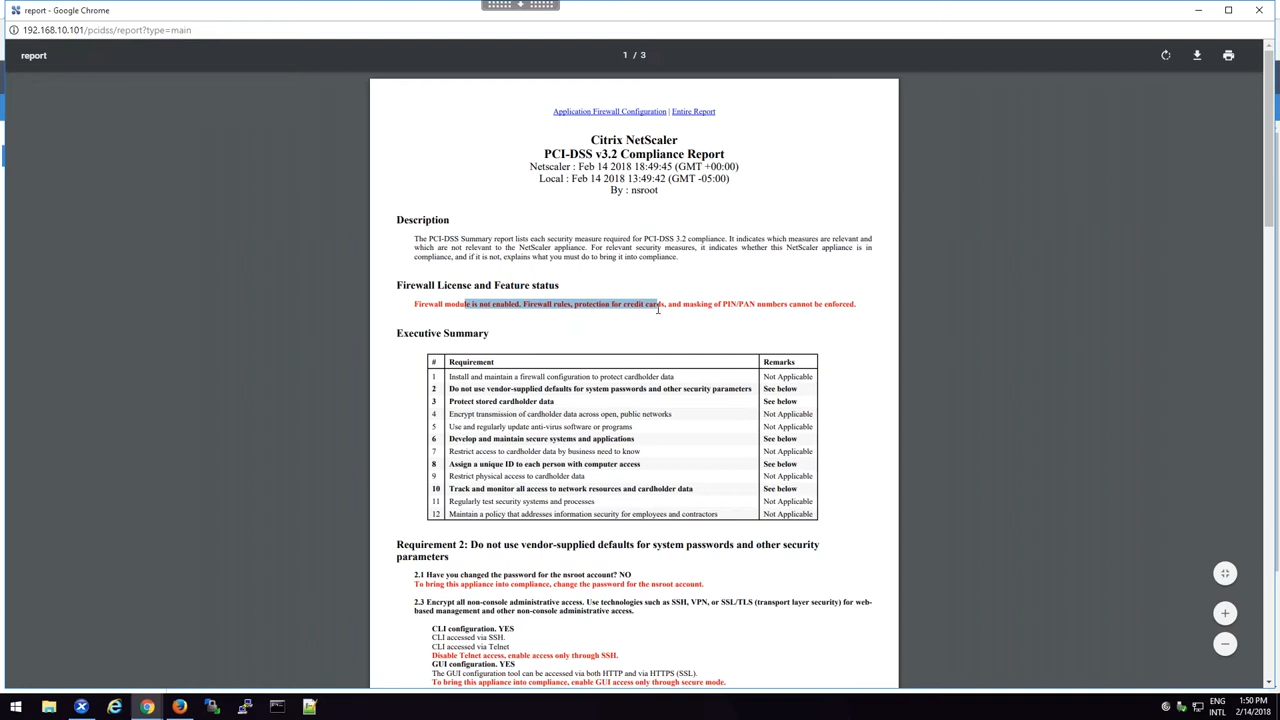 report - Google Chrome
192.168.10.101/pcidss/report?type=main
report
1 / 3
Application Firewall Configuration | Entire Report
Citrix NetScaler
PCI-DSS v3.2 Compliance Report
Netscaler : Feb 14 2018 18:49:45 (GMT +00:00)
Local : Feb 14 2018 13:49:42 (GMT -05:00)
By : nsroot
Description
The PCI-DSS Summary report lists each security measure required for PCI-DSS 3.2 compliance. It indicates which measures are relevant and
which are not relevant to the NetScaler appliance. For relevant security measures, it indicates whether this NetScaler appliance is in
compliance, and if it is not, explains what you must do to bring it into compliance.
Firewall License and Feature status
Firewall module is not enabled. Firewall rules, protection for credit cards, and masking of PIN/PAN numbers cannot be enforced.
Executive Summary
# Requirement Remarks
1 Install and maintain a firewall configuration to protect cardholder data Not Applicable
2 Do not use vendor-supplied defaults for system passwords and other security parameters See below
3 Protect stored cardholder data See below
4 Encrypt transmission of cardholder data across open, public networks Not Applicable
5 Use and regularly update anti-virus software or programs Not Applicable
6 Develop and maintain secure systems and applications See below
7 Restrict access to cardholder data by business need to know Not Applicable
8 Assign a unique ID to each person with computer access See below
9 Restrict physical access to cardholder data Not Applicable
10 Track and monitor all access to network resources and cardholder data See below
11 Regularly test security systems and processes Not Applicable
12 Maintain a policy that addresses information security for employees and contractors Not Applicable
Requirement 2: Do not use vendor-supplied defaults for system passwords and other security
parameters
2.1 Have you changed the password for the nsroot account? NO
To bring this appliance into compliance, change the password for the nsroot account.
2.3 Encrypt all non-console administrative access. Use technologies such as SSH, VPN, or SSL/TLS (transport layer security) for web-
based management and other non-console administrative access.
CLI configuration. YES
CLI accessed via SSH.
CLI accessed via Telnet
Disable Telnet access, enable access only through SSH.
GUI configuration. YES
The GUI configuration tool can be accessed via both HTTP and via HTTPS (SSL).
To bring this appliance into compliance, enable GUI access only through secure mode.
ENG
INTL
1:50 PM
2/14/2018